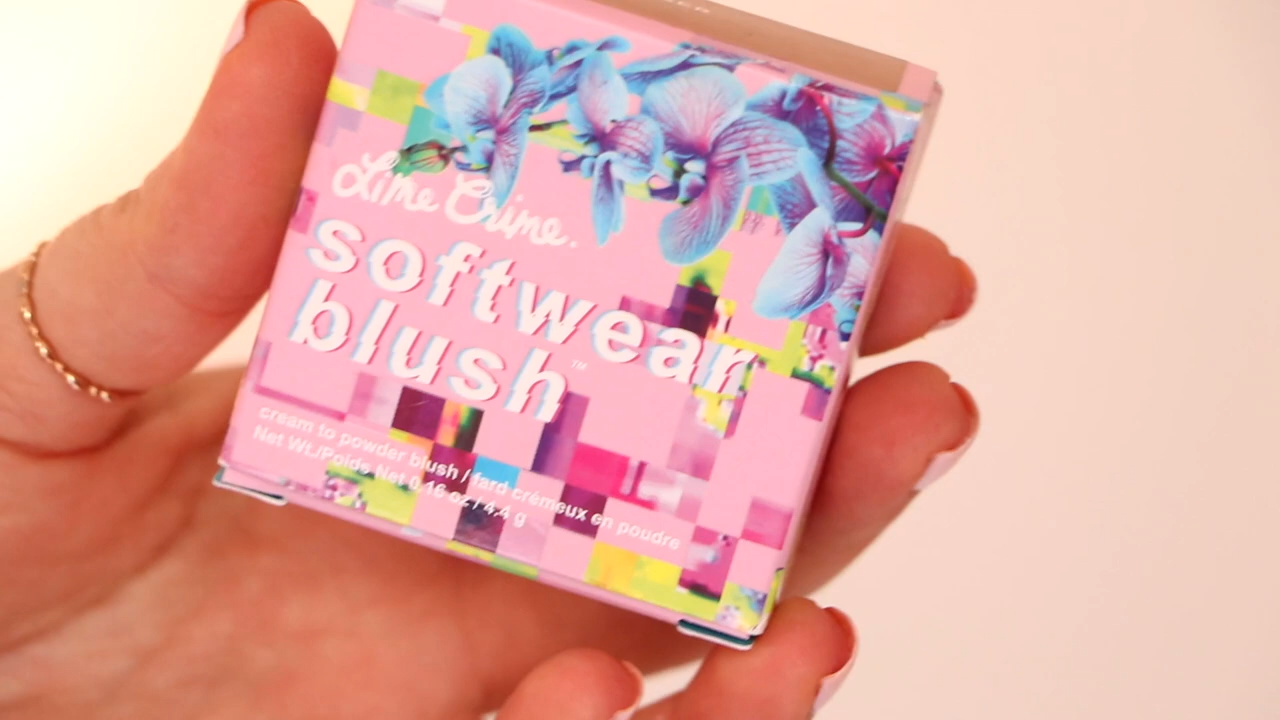 Lime Crime.
softwear
blush™
cream to powder blush / fard crémeux en poudre
Net Wt./Poids Net 0,16 oz / 4,4 g